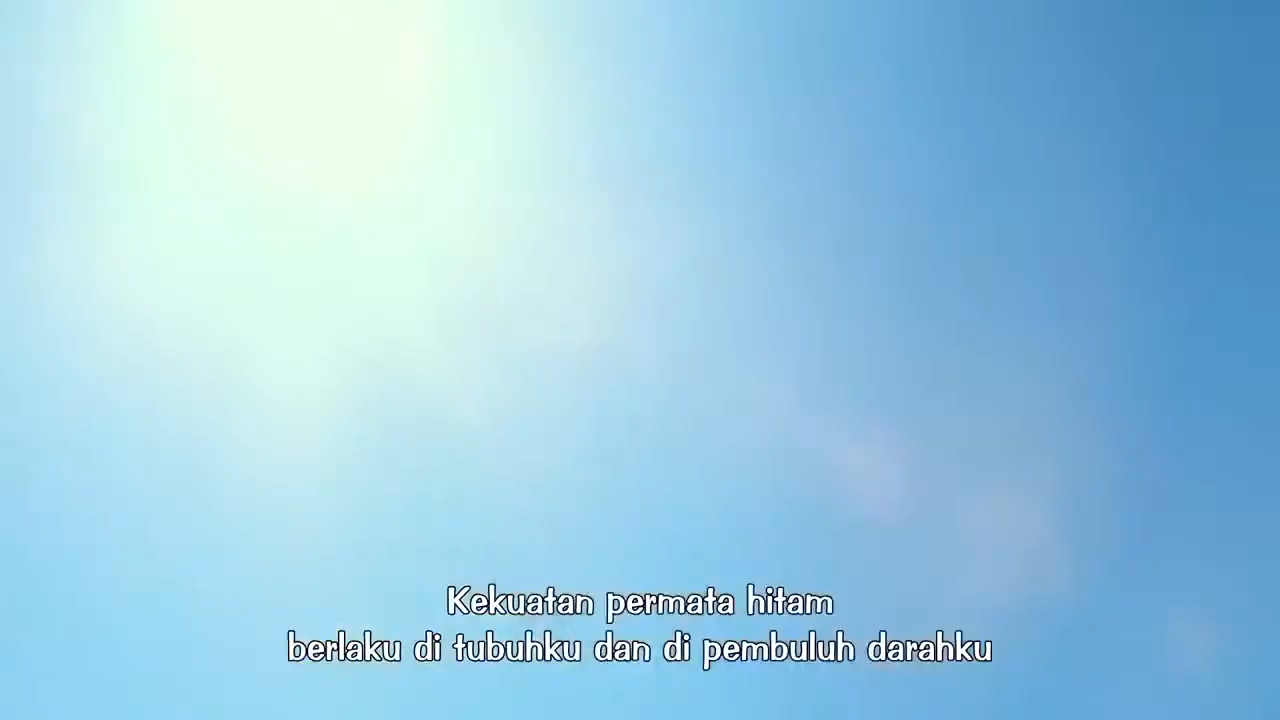 Kekuatan permata hitam
berlaku di tubuhku dan di pembuluh darahku